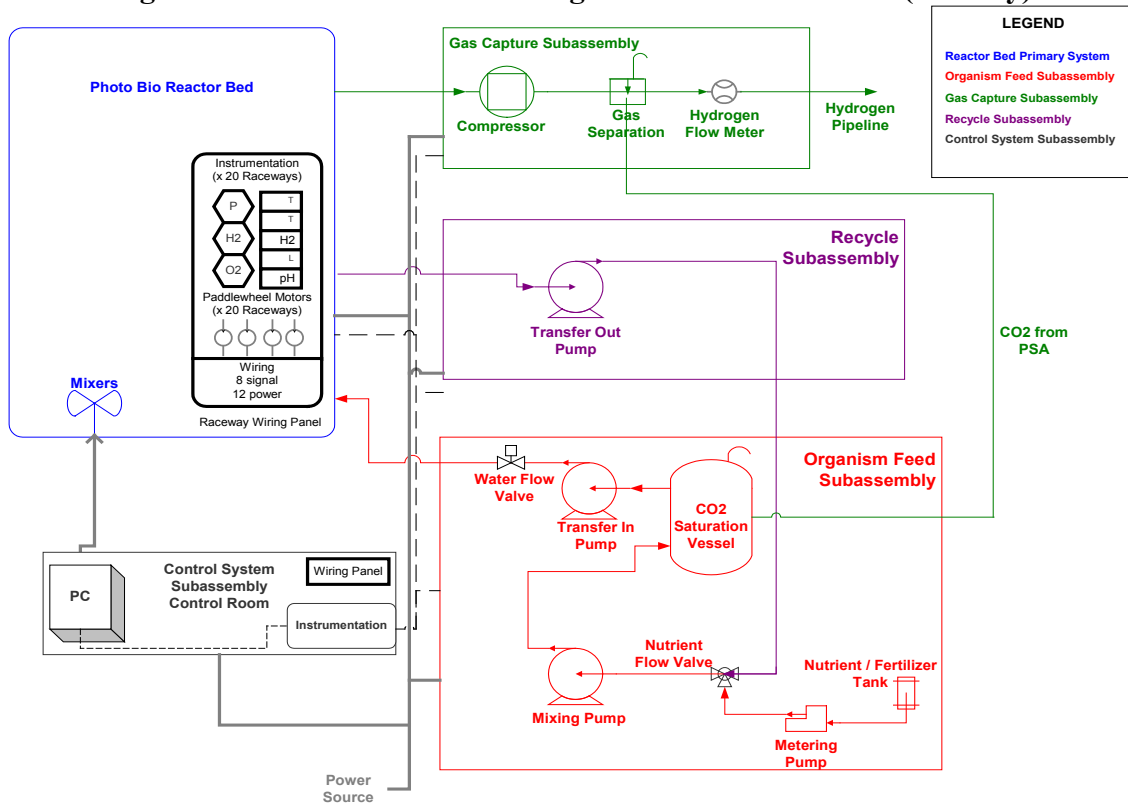 Gas Capture Subassembly
Photo Bio Reactor Bed
Compressor
Gas
Separation
Hydrogen
Flow Meter
Hydrogen
Pipeline
LEGEND
Reactor Bed Primary System
Organism Feed Subassembly
Gas Capture Subassembly
Recycle Subassembly
Control System Subassembly
Instrumentation
(x 20 Raceways)
P
H2
O2
T
T
H2
L
pH
Paddlewheel Motors
(x 20 Raceways)
Wiring
8 signal
12 power
Raceway Wiring Panel
Mixers
Recycle
Subassembly
Transfer Out
Pump
CO2 from
PSA
Organism Feed
Subassembly
Water Flow
Valve
Transfer In
Pump
CO2
Saturation
Vessel
Nutrient
Flow Valve
Mixing Pump
Nutrient / Fertilizer
Tank
Metering
Pump
Control System
Subassembly
Control Room
Wiring Panel
PC
Instrumentation
Power
Source